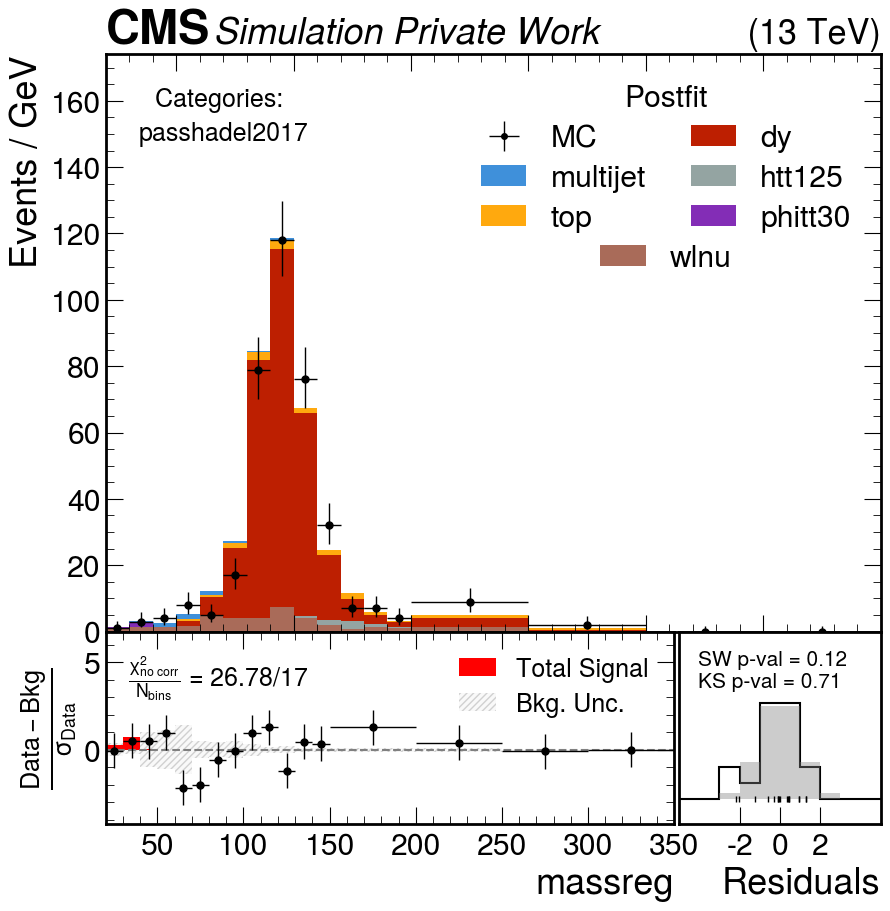 CMS Simulation Private Work (13 TeV)
Events / GeV
160
140
120
100
80
60
40
20
0
Categories:
passhadel2017
Postfit
MC
dy
multijet
htt125
top
phitt30
wlnu
Data – Bkg
σData
5
0
χ²no corr
Nbins
= 26.78/17
Total Signal
Bkg. Unc.
SW p-val = 0.12
KS p-val = 0.71
50 100 150 200 250 300 350 -2 0 2
massreg Residuals